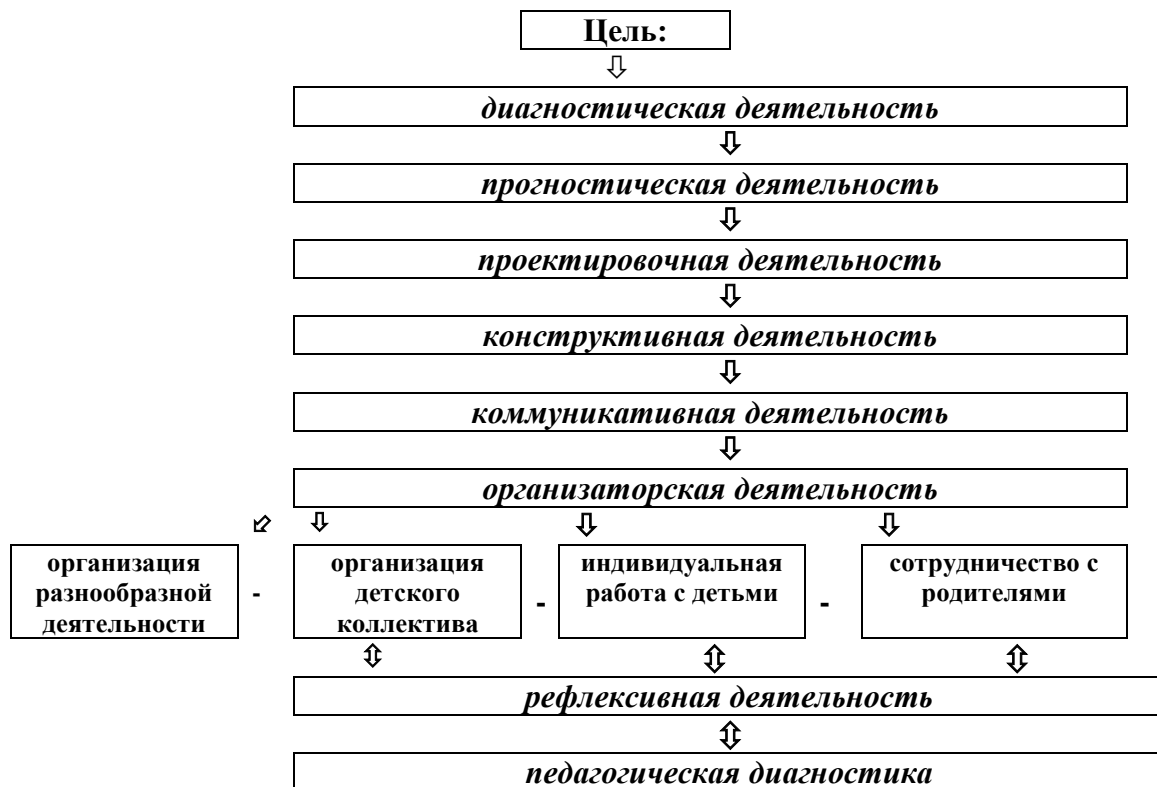 Цель:
диагностическая деятельность
прогностическая деятельность
проектировочная деятельность
конструктивная деятельность
коммуникативная деятельность
организаторская деятельность
организация
разнообразной
деятельности
-
организация
детского
коллектива
-
индивидуальная
работа с детьми
-
сотрудничество с
родителями
рефлексивная деятельность
педагогическая диагностика